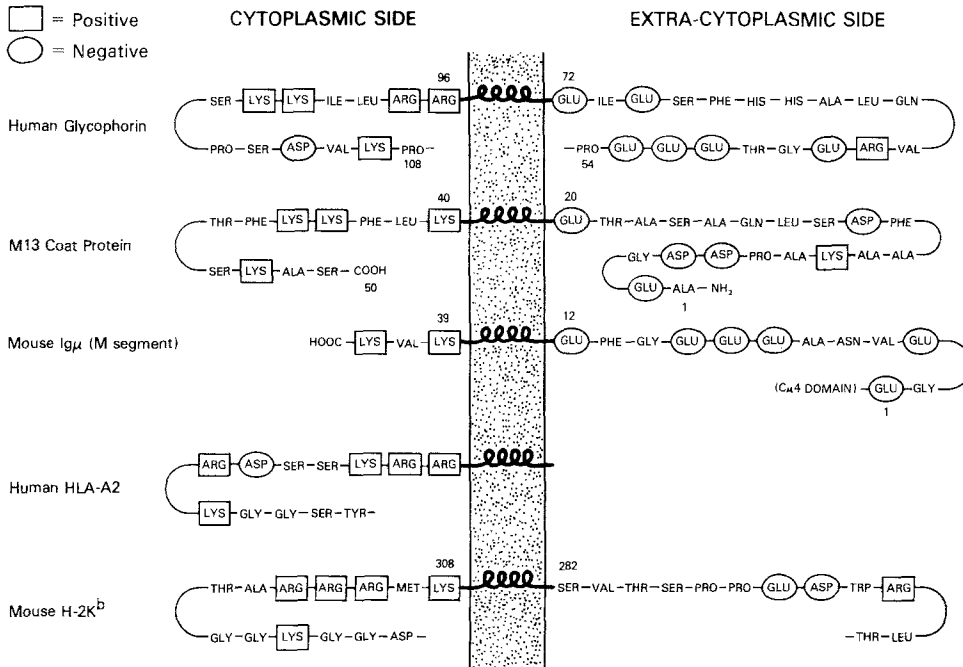 = Positive
= Negative
CYTOPLASMIC SIDE
EXTRA-CYTOPLASMIC SIDE
Human Glycophorin
96
72
SER—LYS—LYS—ILE—LEU—ARG—ARG
GLU—ILE—GLU—SER—PHE—HIS—HIS—ALA—LEU—GLN
PRO—SER—ASP—VAL—LYS—PRO—
108
—PRO—GLU—GLU—GLU—THR—GLY—GLU—ARG—VAL
54
M13 Coat Protein
40
20
THR—PHE—LYS—LYS—PHE—LEU—LYS
GLU—THR—ALA—SER—ALA—GLN—LEU—SER—ASP—PHE
SER—LYS—ALA—SER—COOH
50
GLY—ASP—ASP—PRO—ALA—LYS—ALA—ALA
GLU—ALA—NH₂
1
Mouse Igμ (M segment)
39
12
HOOC—LYS—VAL—LYS
GLU—PHE—GLY—GLU—GLU—GLU—ALA—ASN—VAL—GLU
(Cμ4 DOMAIN)—GLU—GLY
1
Human HLA-A2
ARG—ASP—SER—SER—LYS—ARG—ARG
LYS—GLY—GLY—SER—TYR—
Mouse H-2Kᵇ
308
282
THR—ALA—ARG—ARG—ARG—MET—LYS
SER—VAL—THR—SER—PRO—PRO—GLU—ASP—TRP—ARG
GLY—GLY—LYS—GLY—GLY—ASP—
—THR—LEU